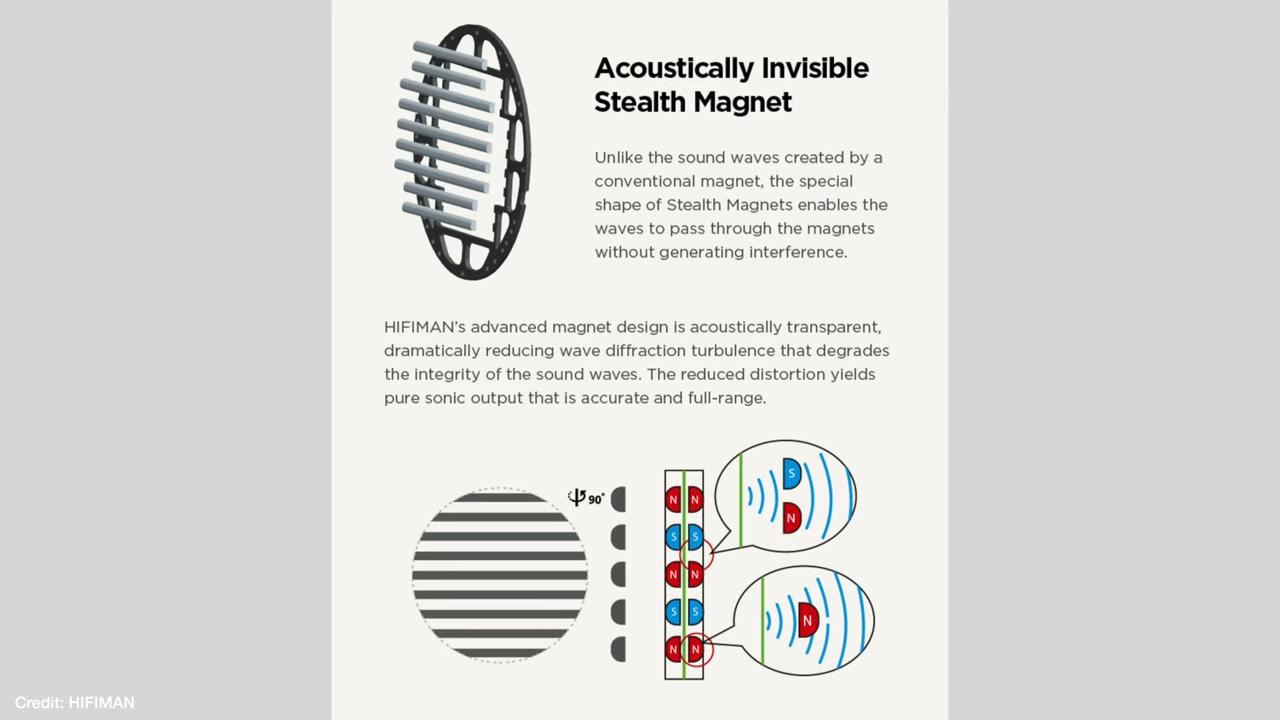 Acoustically Invisible
Stealth Magnet
Unlike the sound waves created by a
conventional magnet, the special
shape of Stealth Magnets enables the
waves to pass through the magnets
without generating interference.
HIFIMAN’s advanced magnet design is acoustically transparent,
dramatically reducing wave diffraction turbulence that degrades
the integrity of the sound waves. The reduced distortion yields
pure sonic output that is accurate and full-range.
90°
N N
S S
N N
S S
N N
S
N
N
Credit: HIFIMAN